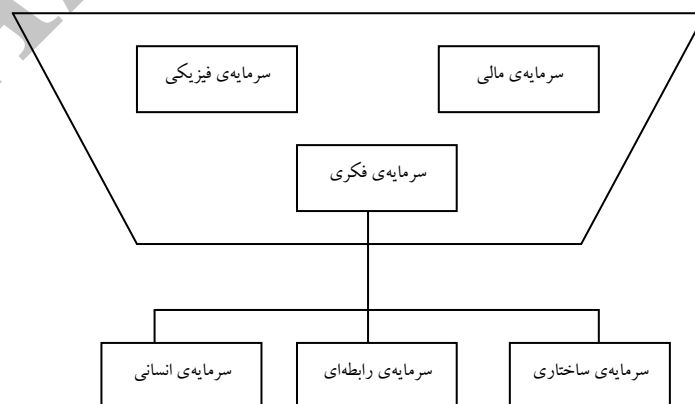 سرمایه‌ی مالی
سرمایه‌ی فیزیکی
سرمایه‌ی فکری
سرمایه‌ی ساختاری
سرمایه‌ی رابطه‌ای
سرمایه‌ی انسانی